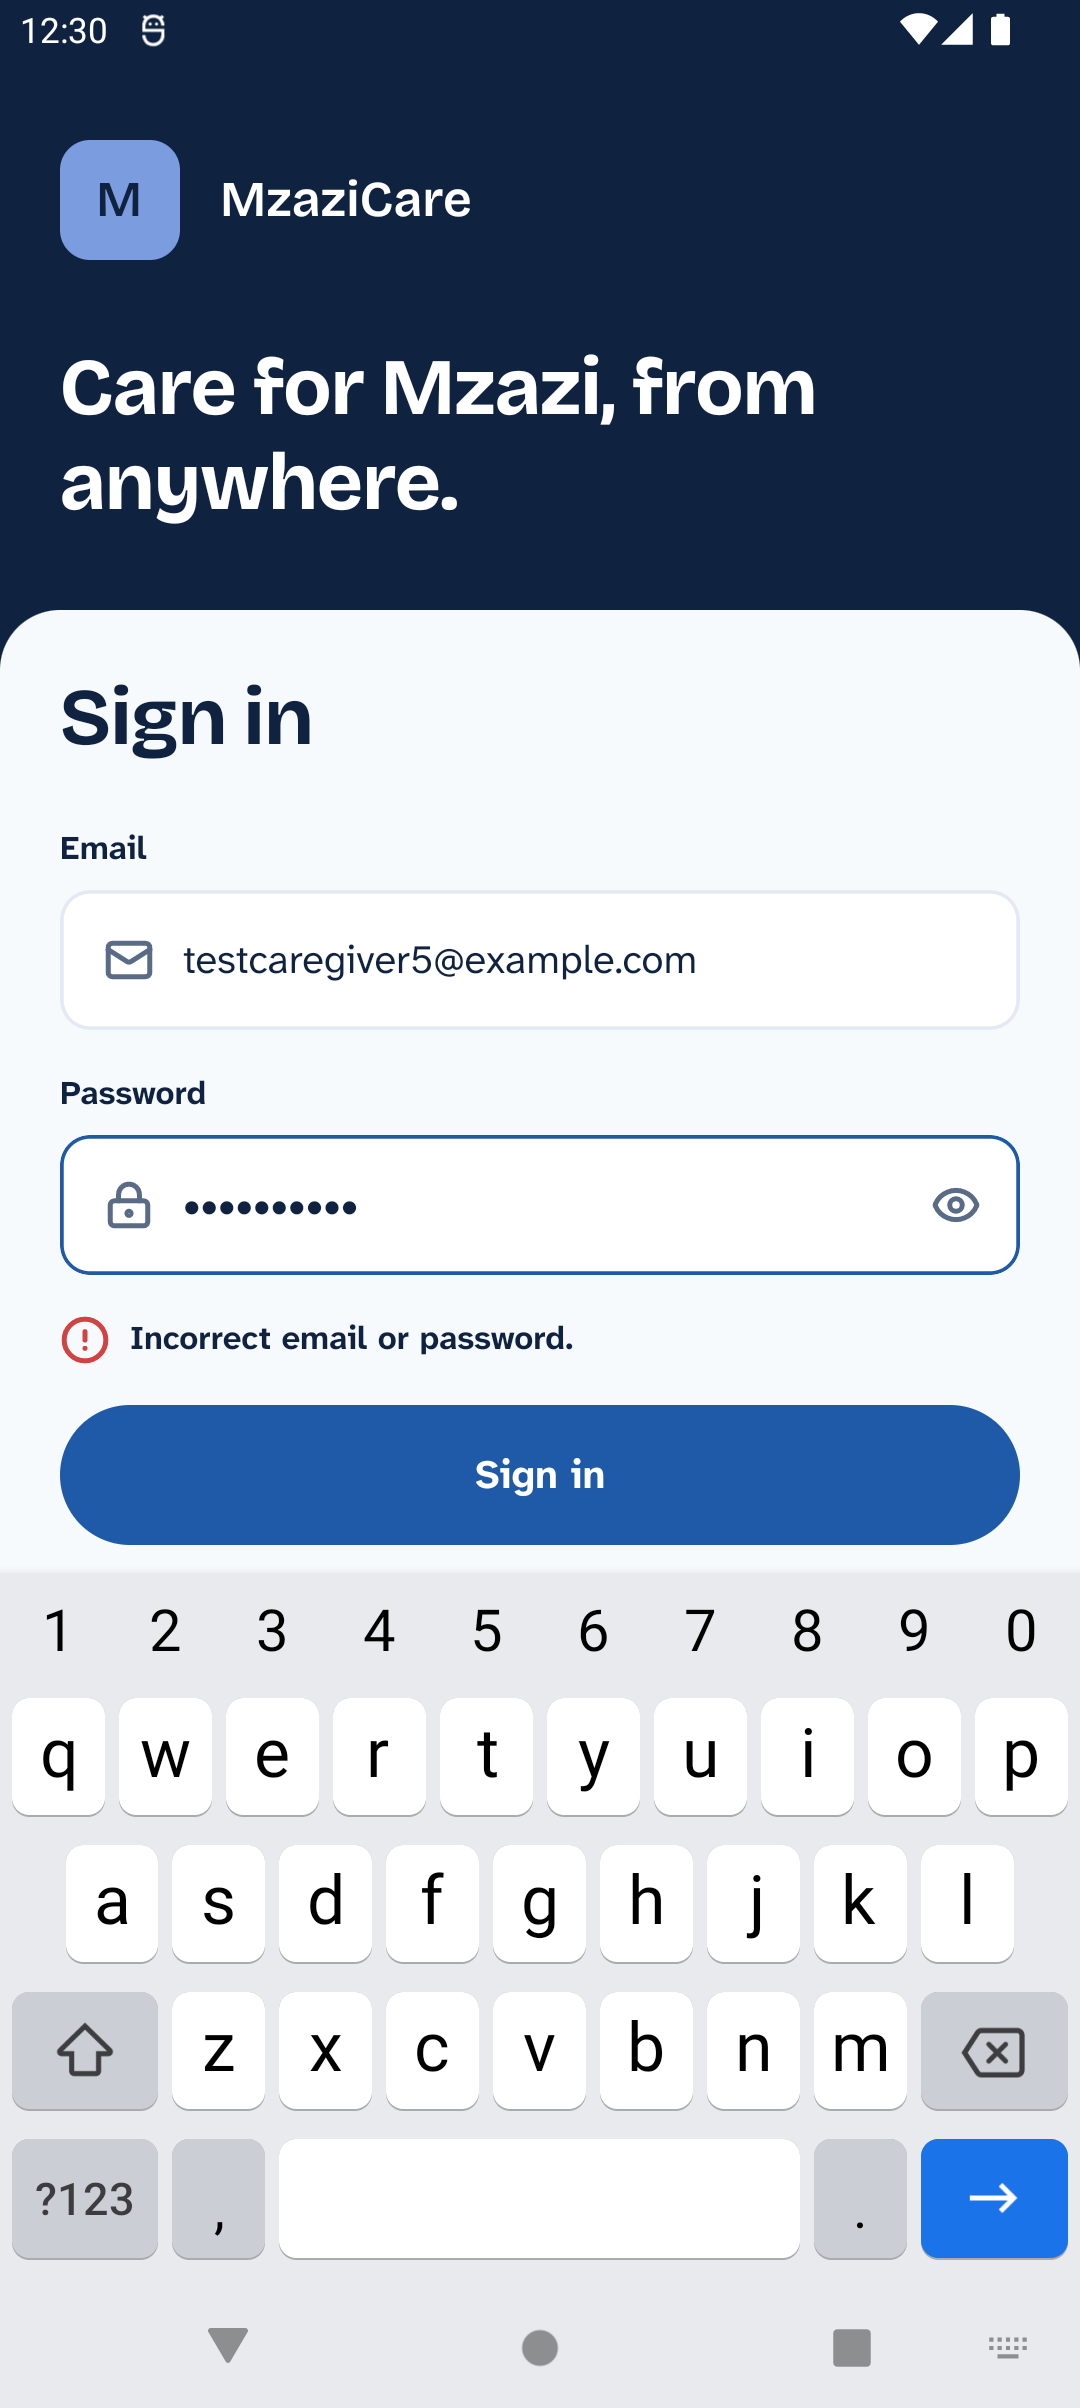 12:30
M
MzaziCare
Care for Mzazi, from
anywhere.
Sign in
Email
testcaregiver5@example.com
Password
••••••••••
Incorrect email or password.
Sign in
1 2 3 4 5 6 7 8 9 0
q w e r t y u i o p
a s d f g h j k l
z x c v b n m
?123 , .